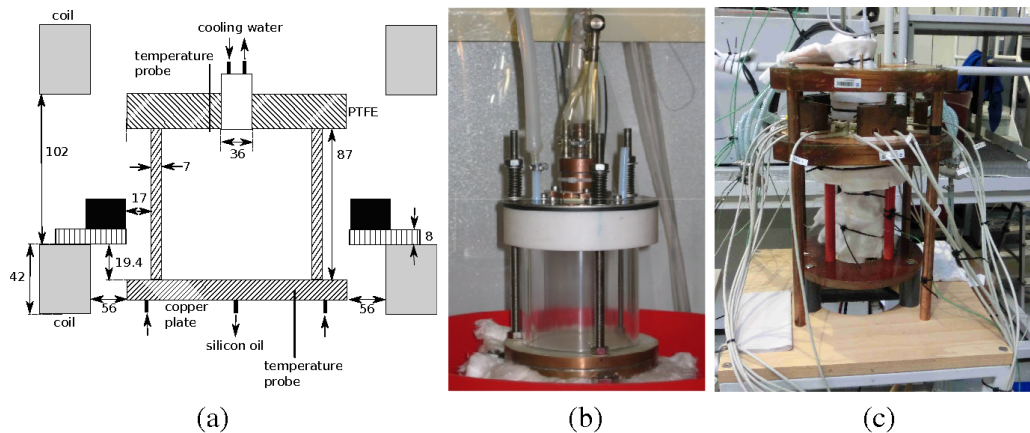 coil
cooling water
temperature
probe
PTFE
36
102
7
87
17
8
19.4
42
56
56
coil
copper
plate
silicon oil
temperature
probe
(a)
(b)
(c)